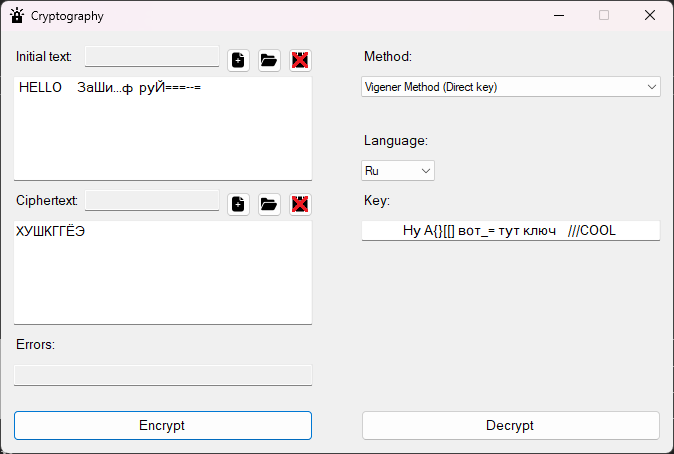 Cryptography
Initial text:
HELLO ЗаШи...ф руЙ===--=
Ciphertext:
ХУШКГГЁЭ
Errors:
Encrypt
Method:
Vigener Method (Direct key)
Language:
Ru
Key:
Ну А{}[[] вот_= тут ключ ///COOL
Decrypt